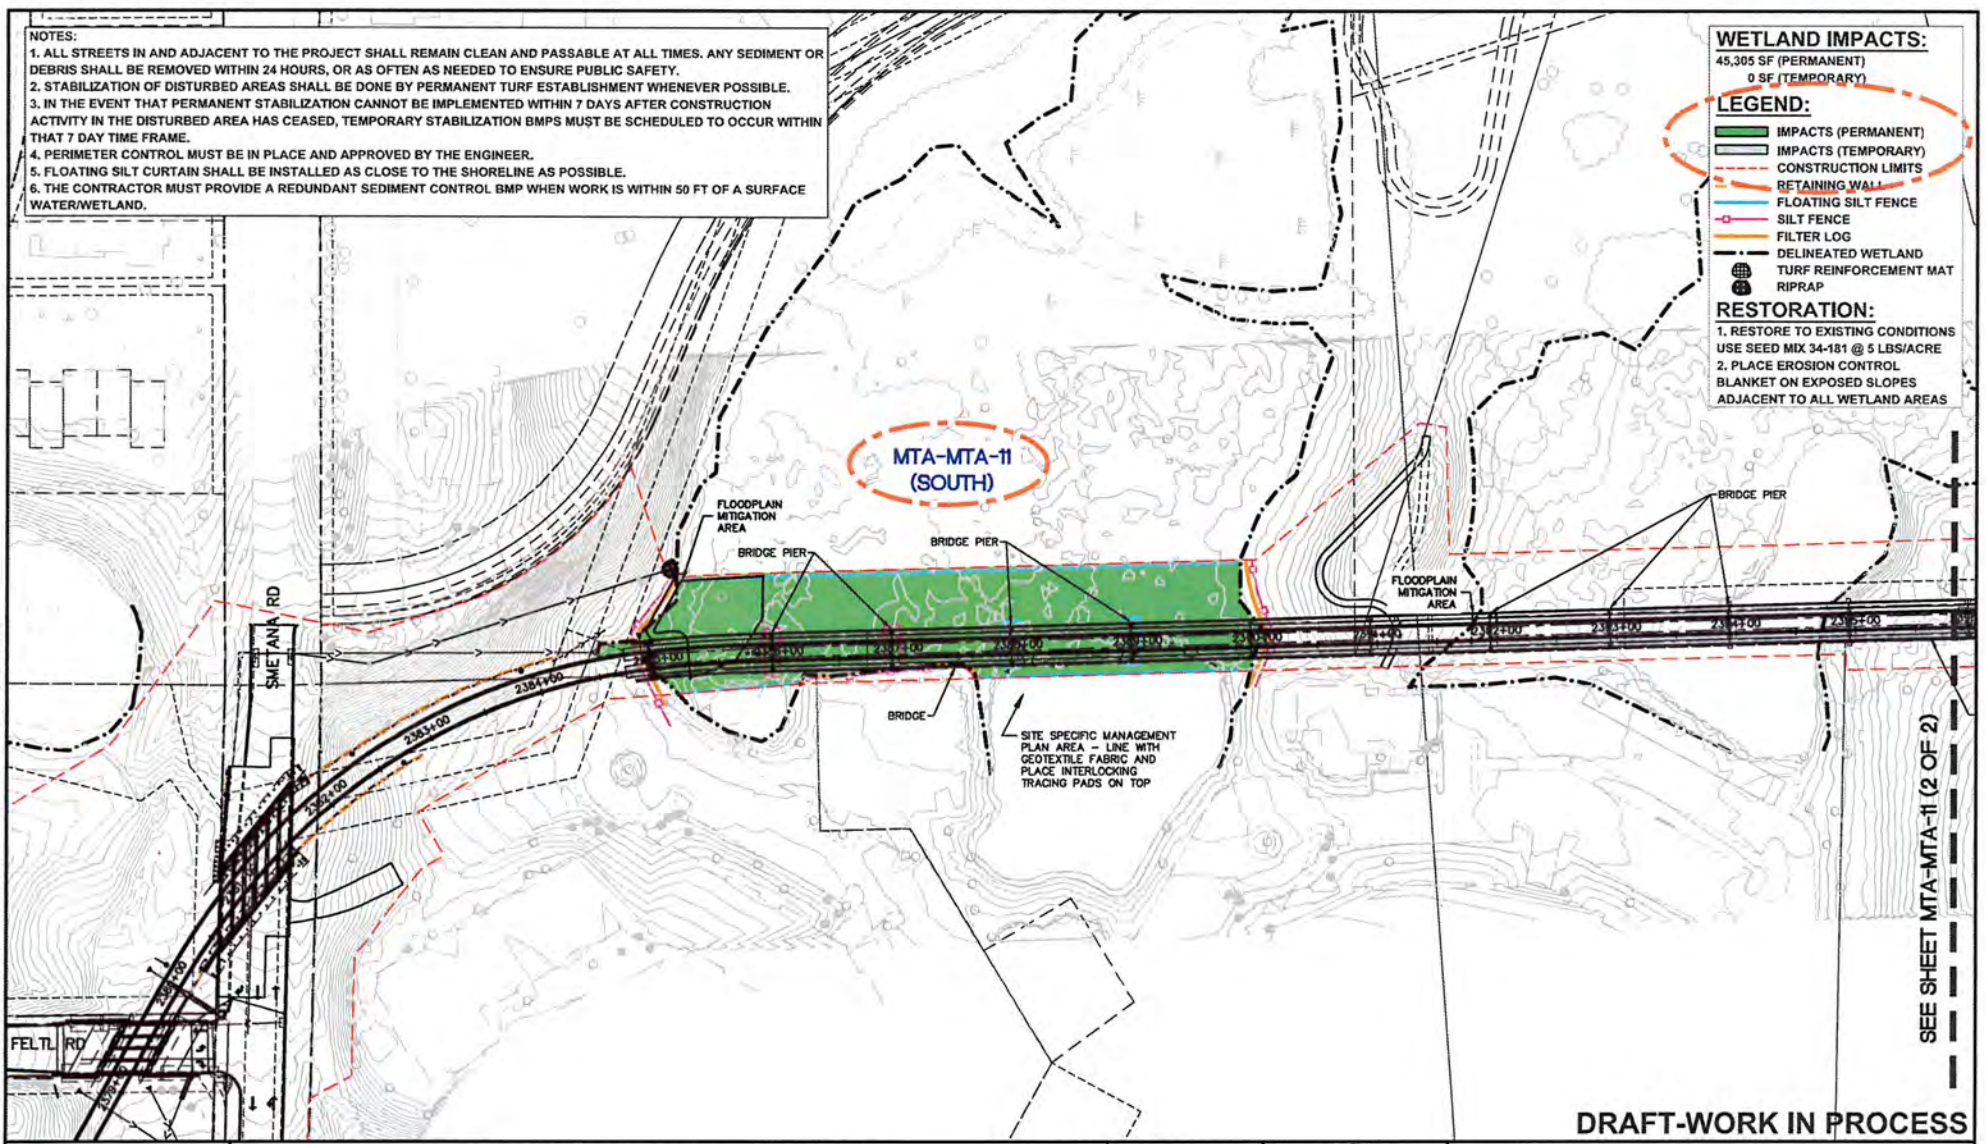 NOTES:
1. ALL STREETS IN AND ADJACENT TO THE PROJECT SHALL REMAIN CLEAN AND PASSABLE AT ALL TIMES. ANY SEDIMENT OR
DEBRIS SHALL BE REMOVED WITHIN 24 HOURS, OR AS OFTEN AS NEEDED TO ENSURE PUBLIC SAFETY.
2. STABILIZATION OF DISTURBED AREAS SHALL BE DONE BY PERMANENT TURF ESTABLISHMENT WHENEVER POSSIBLE.
3. IN THE EVENT THAT PERMANENT STABILIZATION CANNOT BE IMPLEMENTED WITHIN 7 DAYS AFTER CONSTRUCTION
ACTIVITY IN THE DISTURBED AREA HAS CEASED, TEMPORARY STABILIZATION BMPS MUST BE SCHEDULED TO OCCUR WITHIN
THAT 7 DAY TIME FRAME.
4. PERIMETER CONTROL MUST BE IN PLACE AND APPROVED BY THE ENGINEER.
5. FLOATING SILT CURTAIN SHALL BE INSTALLED AS CLOSE TO THE SHORELINE AS POSSIBLE.
6. THE CONTRACTOR MUST PROVIDE A REDUNDANT SEDIMENT CONTROL BMP WHEN WORK IS WITHIN 50 FT OF A SURFACE
WATER/WETLAND.
WETLAND IMPACTS:
45,305 SF (PERMANENT)
0 SF (TEMPORARY)
LEGEND:
IMPACTS (PERMANENT)
IMPACTS (TEMPORARY)
CONSTRUCTION LIMITS
RETAINING WALL
FLOATING SILT FENCE
SILT FENCE
FILTER LOG
DELINEATED WETLAND
TURF REINFORCEMENT MAT
RIPRAP
RESTORATION:
1. RESTORE TO EXISTING CONDITIONS
USE SEED MIX 34-181 @ 5 LBS/ACRE
2. PLACE EROSION CONTROL
BLANKET ON EXPOSED SLOPES
ADJACENT TO ALL WETLAND AREAS
MTA-MTA-11
(SOUTH)
FLOODPLAIN
MITIGATION
AREA
BRIDGE PIER
BRIDGE PIER
BRIDGE PIER
FLOODPLAIN
MITIGATION
AREA
SMETANA RD
2384+00
2383+00
2382+00
BRIDGE
SITE SPECIFIC MANAGEMENT
PLAN AREA - LINE WITH
GEOTEXTILE FABRIC AND
PLACE INTERLOCKING
TRACING PADS ON TOP
FELTL RD
SEE SHEET MTA-MTA-11 (2 OF 2)
DRAFT-WORK IN PROCESS